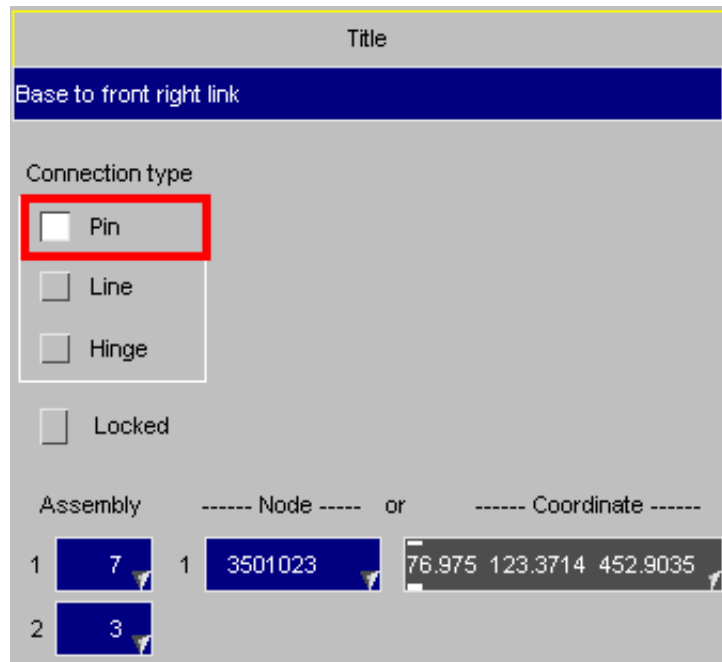 Title
Base to front right link
Connection type
Pin
Line
Hinge
Locked
Assembly ------ Node ----- or ------ Coordinate ------
1 7 1 3501023 76.975 123.3714 452.9035
2 3